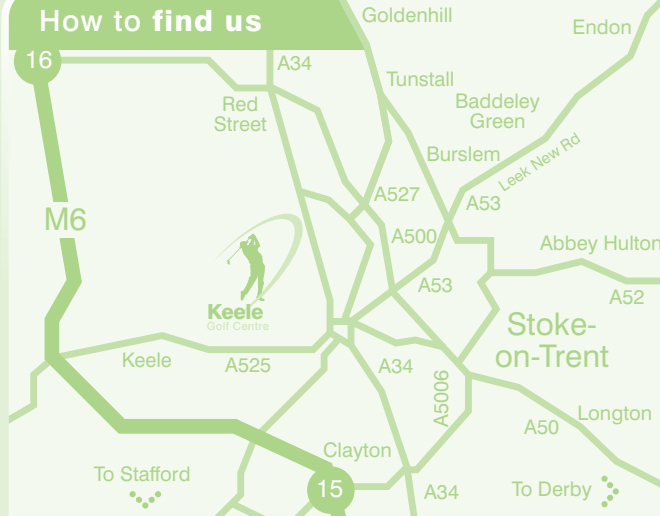 How to find us
Goldenhill
Endon
16
A34
Tunstall
Red
Street
Baddeley
Green
Burslem
Leek New Rd
A527
A53
M6
A500
Abbey Hulton
A53
A52
Keele
Golf Centre
Stoke-
on-Trent
Keele
A525
A34
A5006
A50
Longton
Clayton
To Stafford
15
A34
To Derby